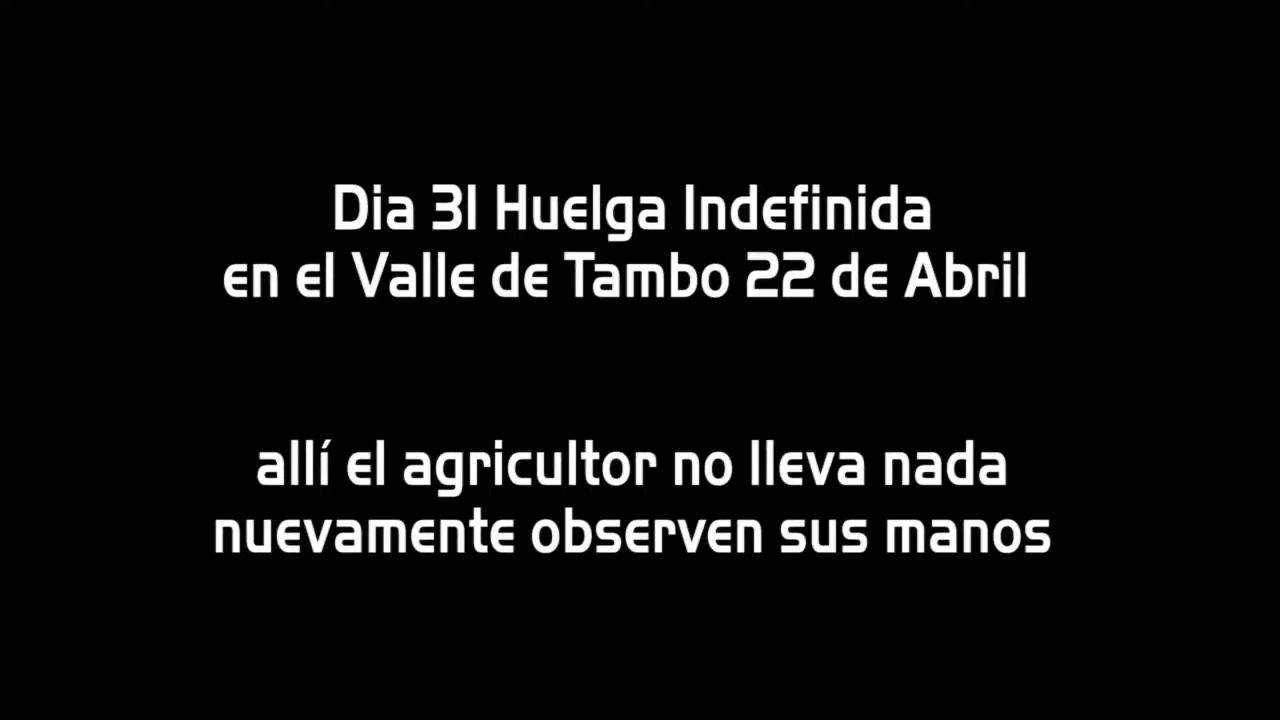 Dia 31 Huelga Indefinida
en el Valle de Tambo 22 de Abril
allí el agricultor no lleva nada
nuevamente observen sus manos